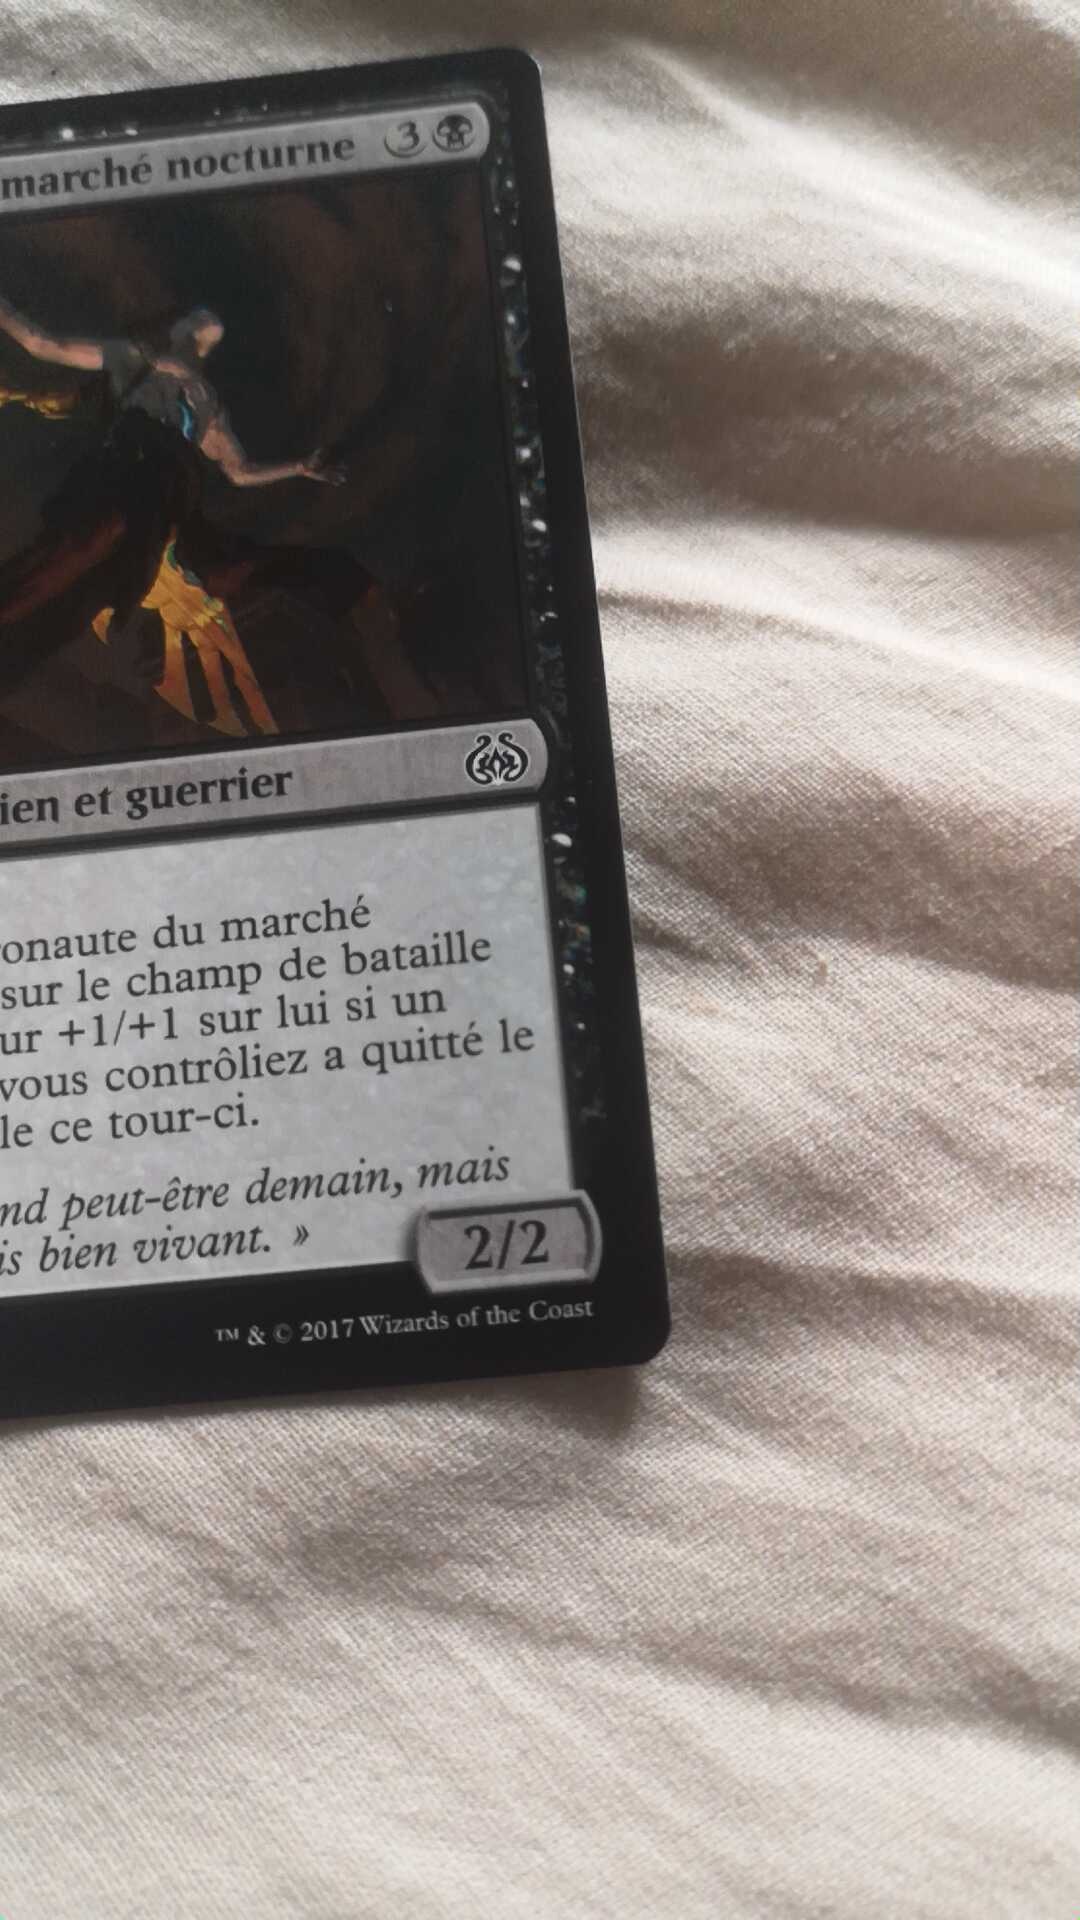 marché nocturne 3
ien et guerrier
ronaute du marché
sur le champ de bataille
ur +1/+1 sur lui si un
vous contrôliez a quitté le
le ce tour-ci.
nd peut-être demain, mais
is bien vivant. »
2/2
™ & © 2017 Wizards of the Coast